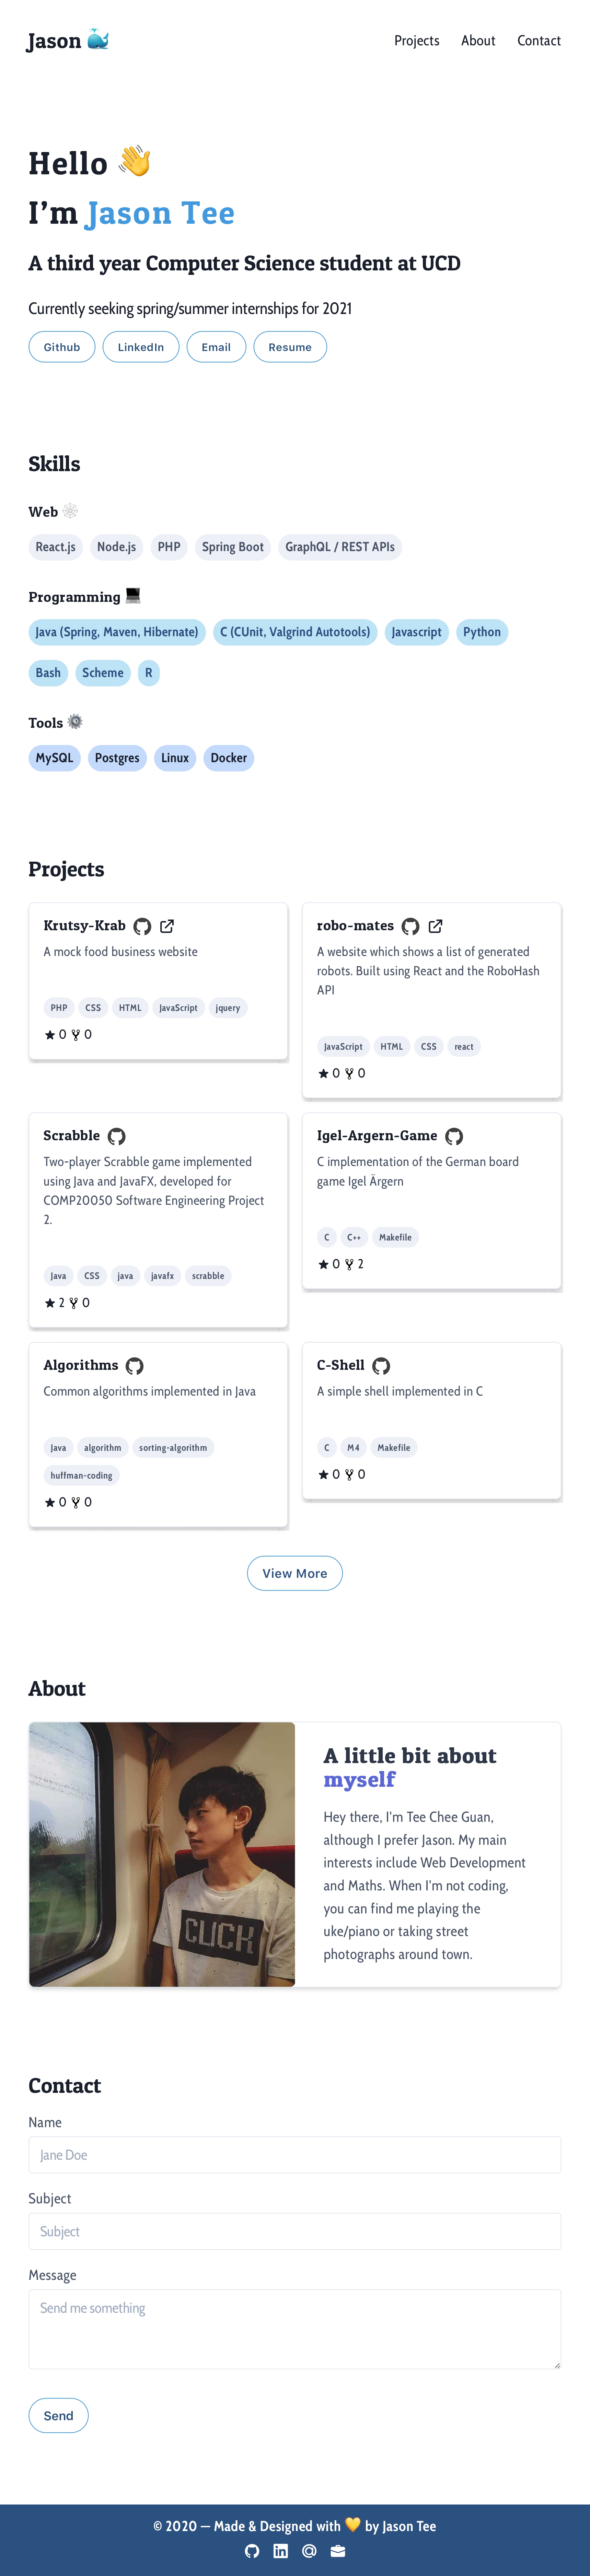 Jason 🐳
Projects About Contact
Hello 👋
I'm Jason Tee
A third year Computer Science student at UCD
Currently seeking spring/summer internships for 2021
Github LinkedIn Email Resume
Skills
Web 🕸
React.js Node.js PHP Spring Boot GraphQL / REST APIs
Programming 💻
Java (Spring, Maven, Hibernate) C (CUnit, Valgrind Autotools) Javascript Python
Bash Scheme R
Tools ⚙️
MySQL Postgres Linux Docker
Projects
Krutsy-Krab
A mock food business website
PHP CSS HTML JavaScript jquery
0 0
robo-mates
A website which shows a list of generated
robots. Built using React and the RoboHash
API
JavaScript HTML CSS react
0 0
Scrabble
Two-player Scrabble game implemented
using Java and JavaFX, developed for
COMP20050 Software Engineering Project
2.
Java CSS java javafx scrabble
2 0
Igel-Argern-Game
C implementation of the German board
game Igel Ärgern
C C++ Makefile
0 2
Algorithms
Common algorithms implemented in Java
Java algorithm sorting-algorithm
huffman-coding
0 0
C-Shell
A simple shell implemented in C
C M4 Makefile
0 0
View More
About
CLICK
A little bit about
myself
Hey there, I'm Tee Chee Guan,
although I prefer Jason. My main
interests include Web Development
and Maths. When I'm not coding,
you can find me playing the
uke/piano or taking street
photographs around town.
Contact
Name
Jane Doe
Subject
Subject
Message
Send me something
Send
© 2020 — Made & Designed with 💛 by Jason Tee